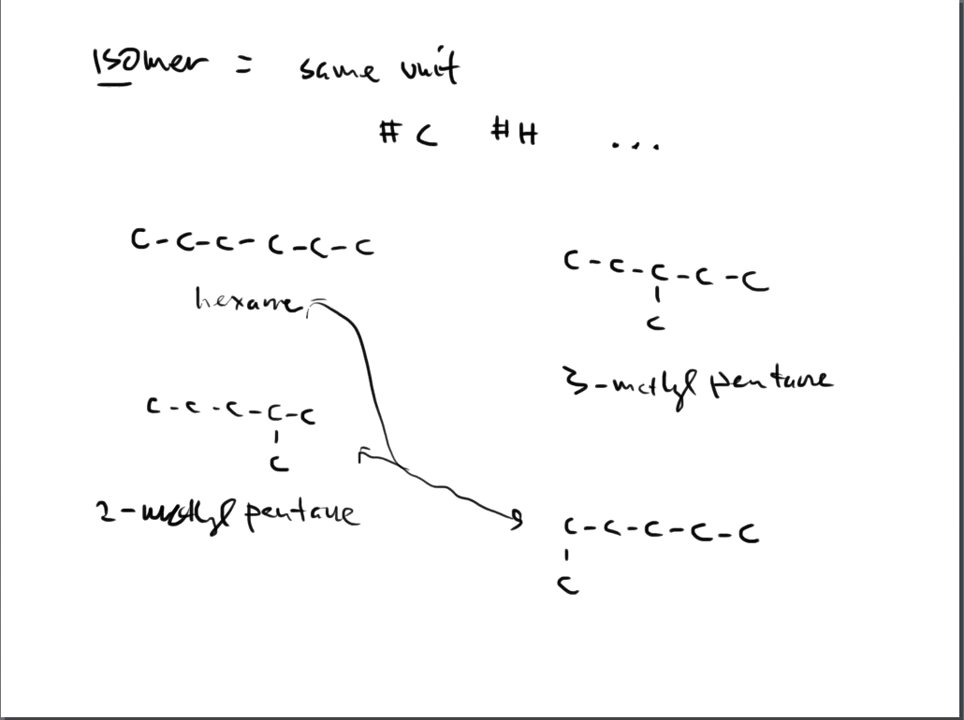 Isomer = same unit
# C # H ...
C-C-C-C-C-C
hexane
C-C-C-C-C
C
3-methyl pentane
C-C-C-C-C
C
2-methyl pentane
C-C-C-C-C
C